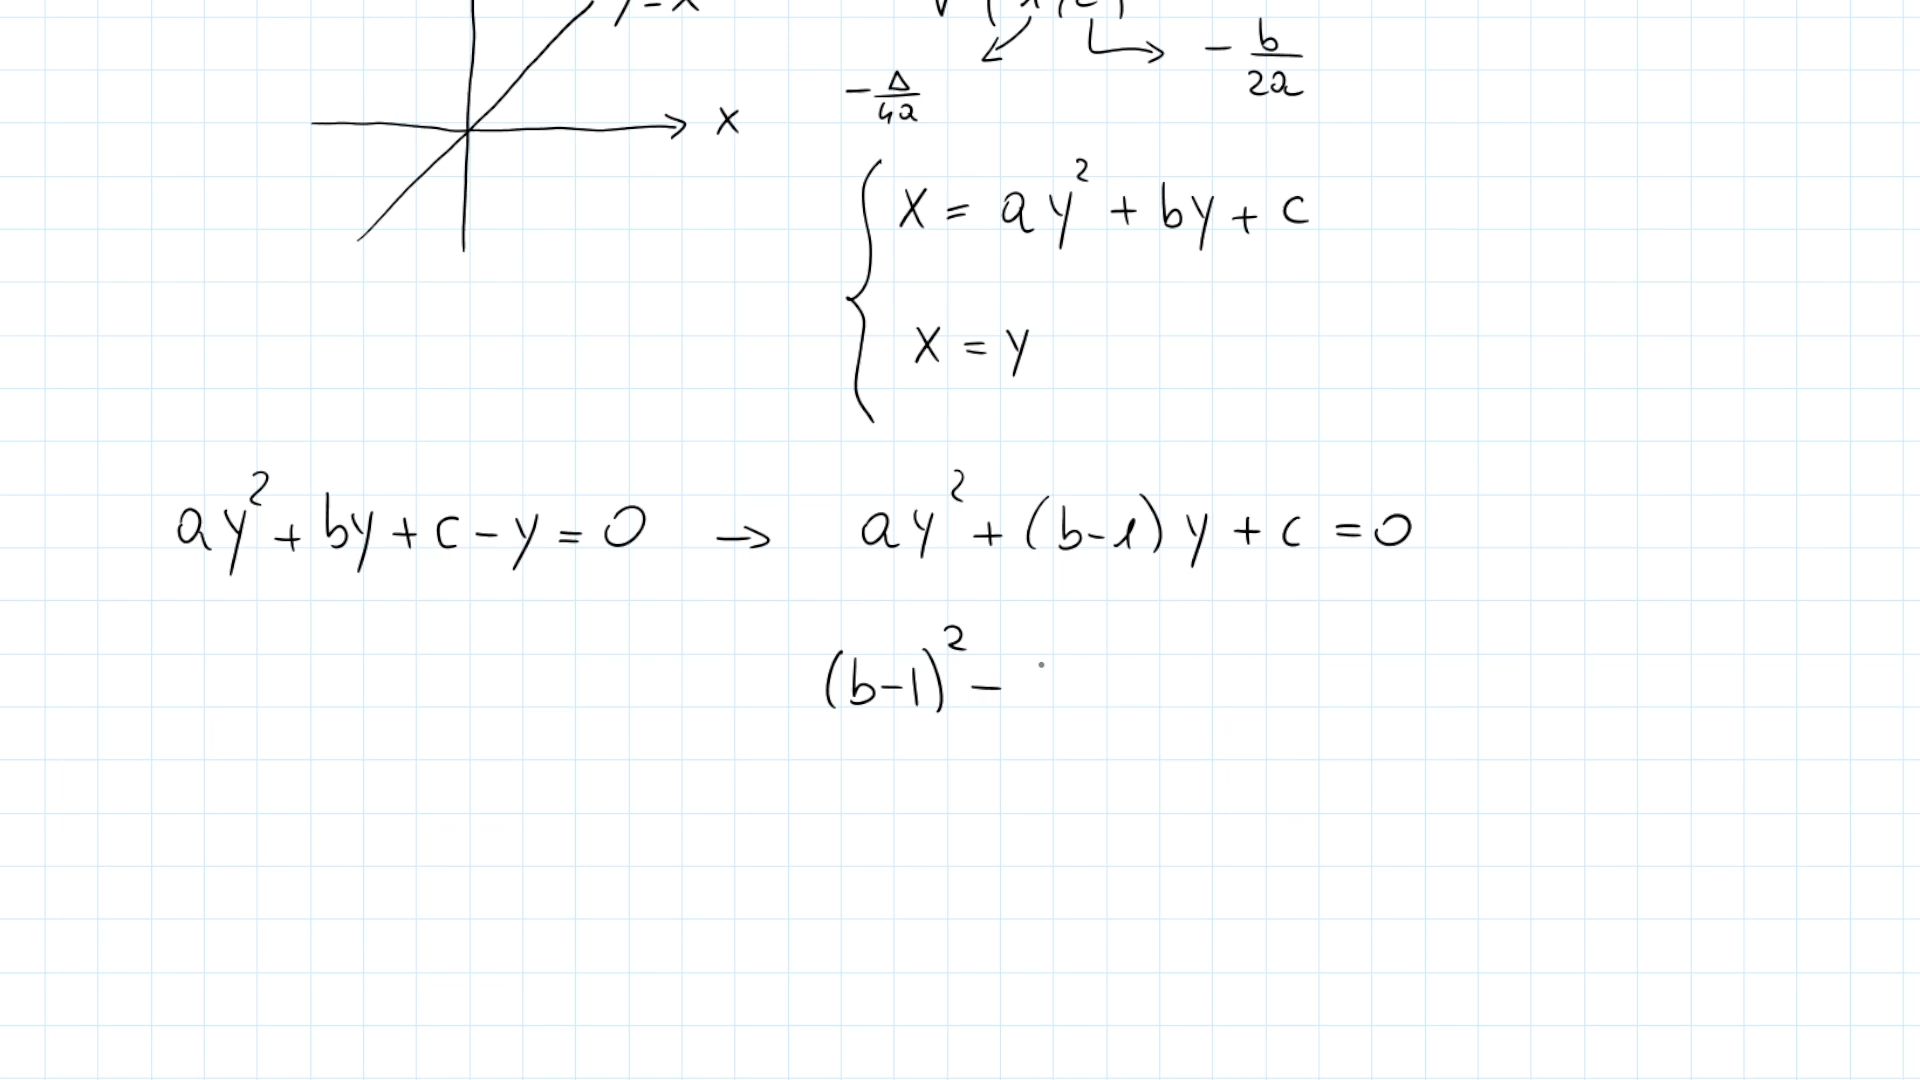 y = x
- b/2a
- Δ/4a
x
x = ay² + by + c
x = y
ay² + by + c - y = 0 → ay² + (b-1)y + c = 0
(b-1)² -